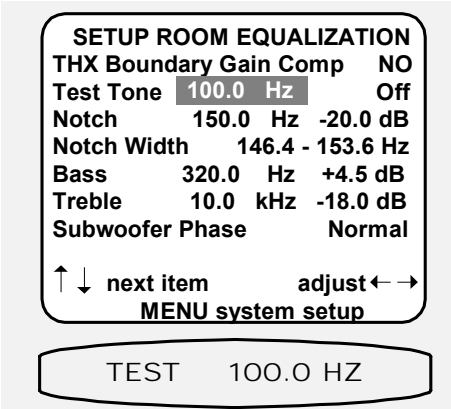 SETUP ROOM EQUALIZATION
THX Boundary Gain Comp NO
Test Tone 100.0 Hz Off
Notch 150.0 Hz -20.0 dB
Notch Width 146.4 - 153.6 Hz
Bass 320.0 Hz +4.5 dB
Treble 10.0 kHz -18.0 dB
Subwoofer Phase Normal
↑↓ next item adjust←→
MENU system setup
TEST 100.0 HZ